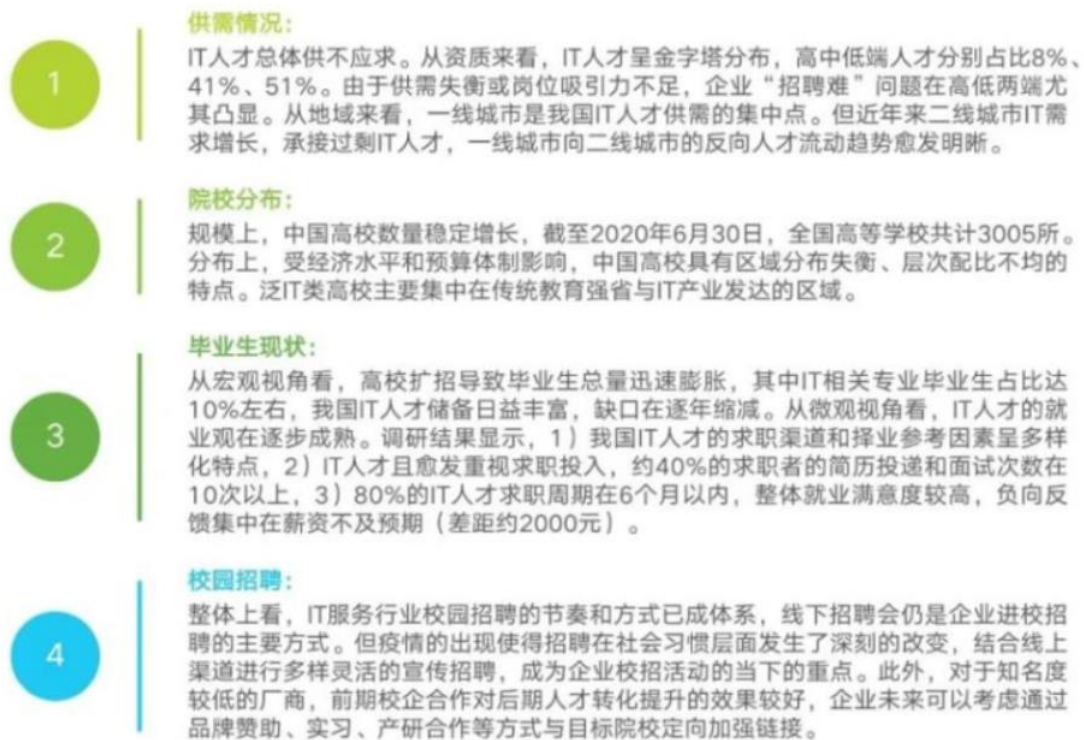 1
供需情况：
IT人才总体供不应求。从资质来看，IT人才呈金字塔分布，高中低端人才分别占比8%、
41%、51%。由于供需失衡或岗位吸引力不足，企业“招聘难”问题在高低两端尤
其凸显。从地域来看，一线城市是我国IT人才供需的集中点。但近年来二线城市IT需
求增长，承接过剩IT人才，一线城市向二线城市的反向人才流动趋势愈发明晰。
2
院校分布：
规模上，中国高校数量稳定增长，截至2020年6月30日，全国高等学校共计3005所。
分布上，受经济水平和预算体制影响，中国高校具有区域分布失衡、层次配比不均的
特点。泛IT类高校主要集中在传统教育强省与IT产业发达的区域。
3
毕业生现状：
从宏观视角看，高校扩招导致毕业生总量迅速膨胀，其中IT相关专业毕业生占比达
10%左右，我国IT人才储备日益丰富，缺口在逐年缩减。从微观视角看，IT人才的就
业观在逐步成熟。调研结果显示，1）我国IT人才的求职渠道和择业参考因素呈多样
化特点，2）IT人才且愈发重视求职投入，约40%的求职者的简历投递和面试次数在
10次以上，3）80%的IT人才求职周期在6个月以内，整体就业满意度较高，负向反
馈集中在薪资不及预期（差距约2000元）。
4
校园招聘：
整体上看，IT服务行业校园招聘的节奏和方式已成体系，线下招聘会仍是企业进校招
聘的主要方式。但疫情的出现使得招聘在社会习惯层面发生了深刻的改变，结合线上
渠道进行多样灵活的宣传招聘，成为企业校招活动的当下的重点。此外，对于知名度
较低的厂商，前期校企合作对后期人才转化提升的效果较好，企业未来可以考虑通过
品牌赞助、实习、产研合作等方式与目标院校定向加强链接。